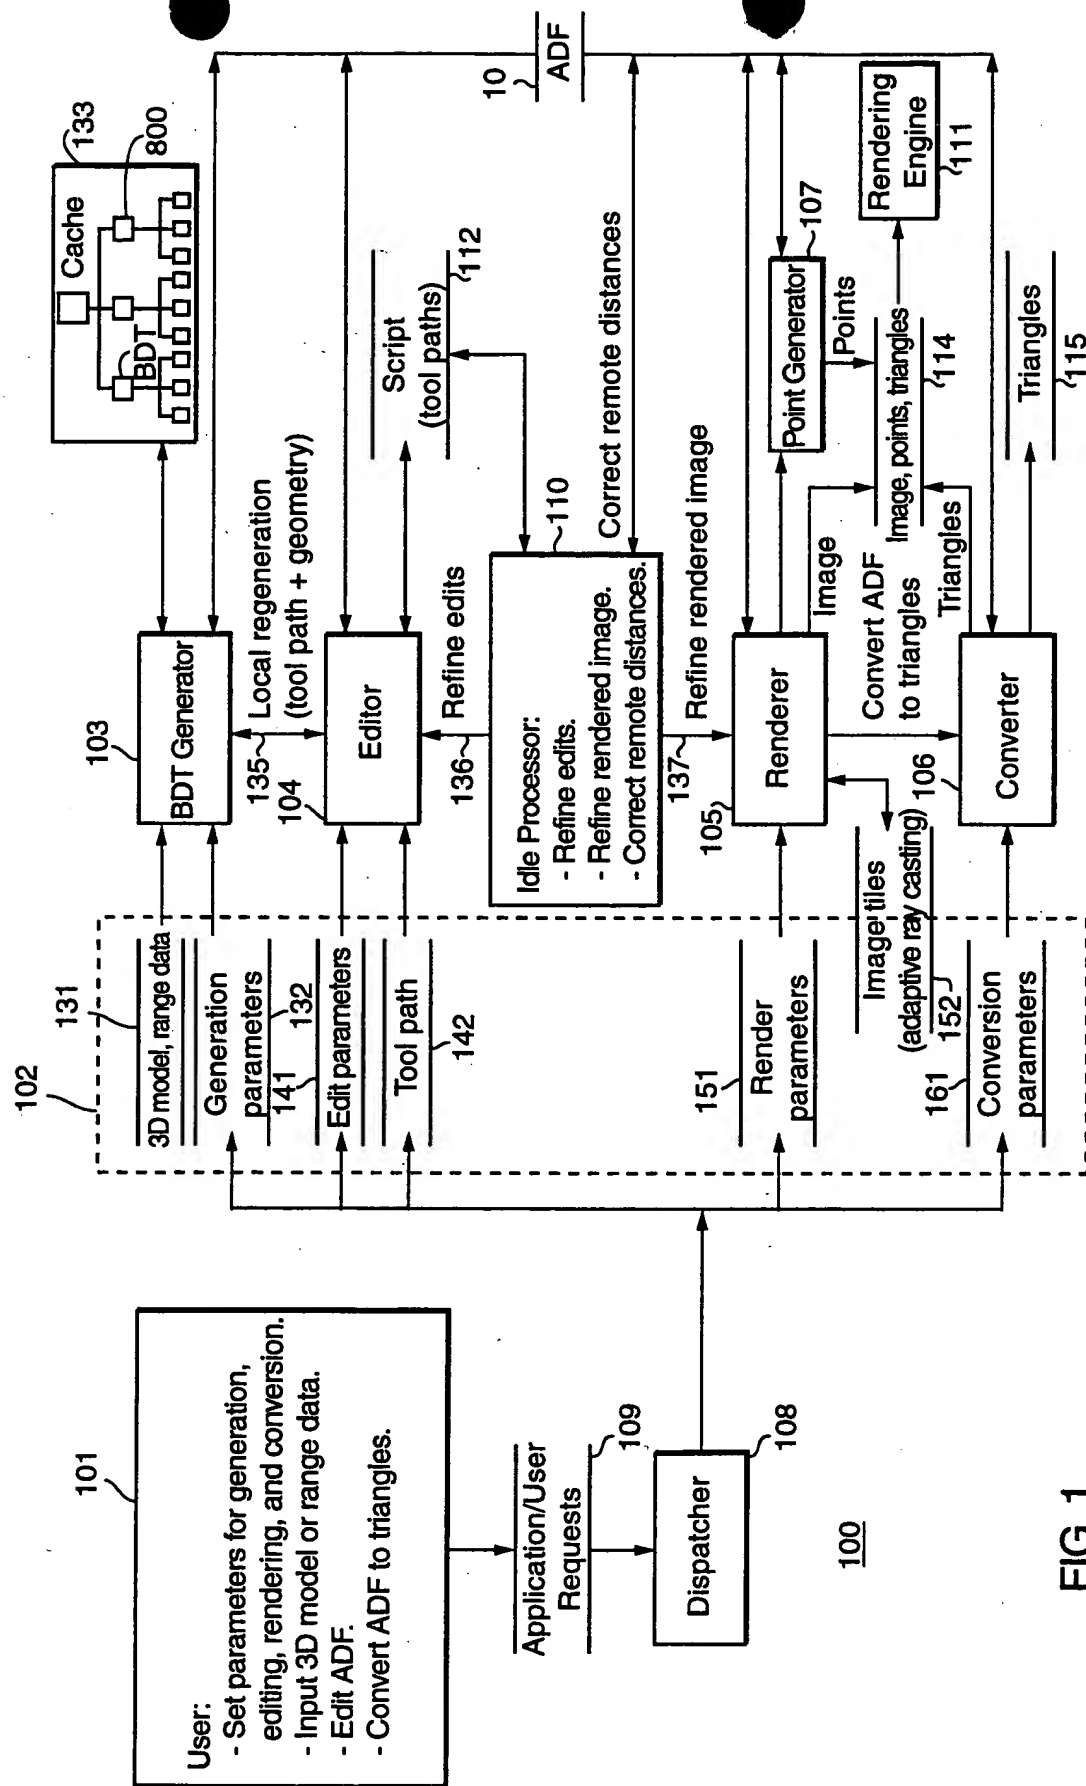 101
User:
- Set parameters for generation,
editing, rendering, and conversion.
- Input 3D model or range data.
- Edit ADF.
- Convert ADF to triangles.
Application/User
Requests
109
Dispatcher
108
100
102
131
3D model, range data
Generation
parameters
132
141
Edit parameters
Tool path
142
151
Render
parameters
Image tiles
(adaptive ray casting)
152
161
Conversion
parameters
103
BDT Generator
135
Local regeneration
(tool path + geometry)
104
Editor
136
Refine edits
Idle Processor:
- Refine edits.
- Refine rendered image.
- Correct remote distances.
110
137
Refine rendered image
105
Renderer
106
Converter
Convert ADF
to triangles
Image
Triangles
Cache
BDT
133
800
Script
(tool paths)
112
Correct remote distances
Point Generator
107
Points
Image, points, triangles
114
Rendering
Engine
111
Triangles
115
10
ADF
FIG. 1